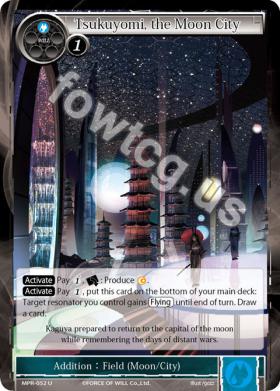 Tsukuyomi, the Moon City
fowtcg.us
Activate Pay 1 : Produce
Activate Pay 1 , put this card on the bottom of your main deck:
Target resonator you control gains Flying until end of turn. Draw
a card.
Kaguya prepared to return to the capital of the moon
while remembering the days of distant wars.
Addition : Field (Moon/City)
MPR-052 U
©FORCE OF WILL Co.,Ltd.